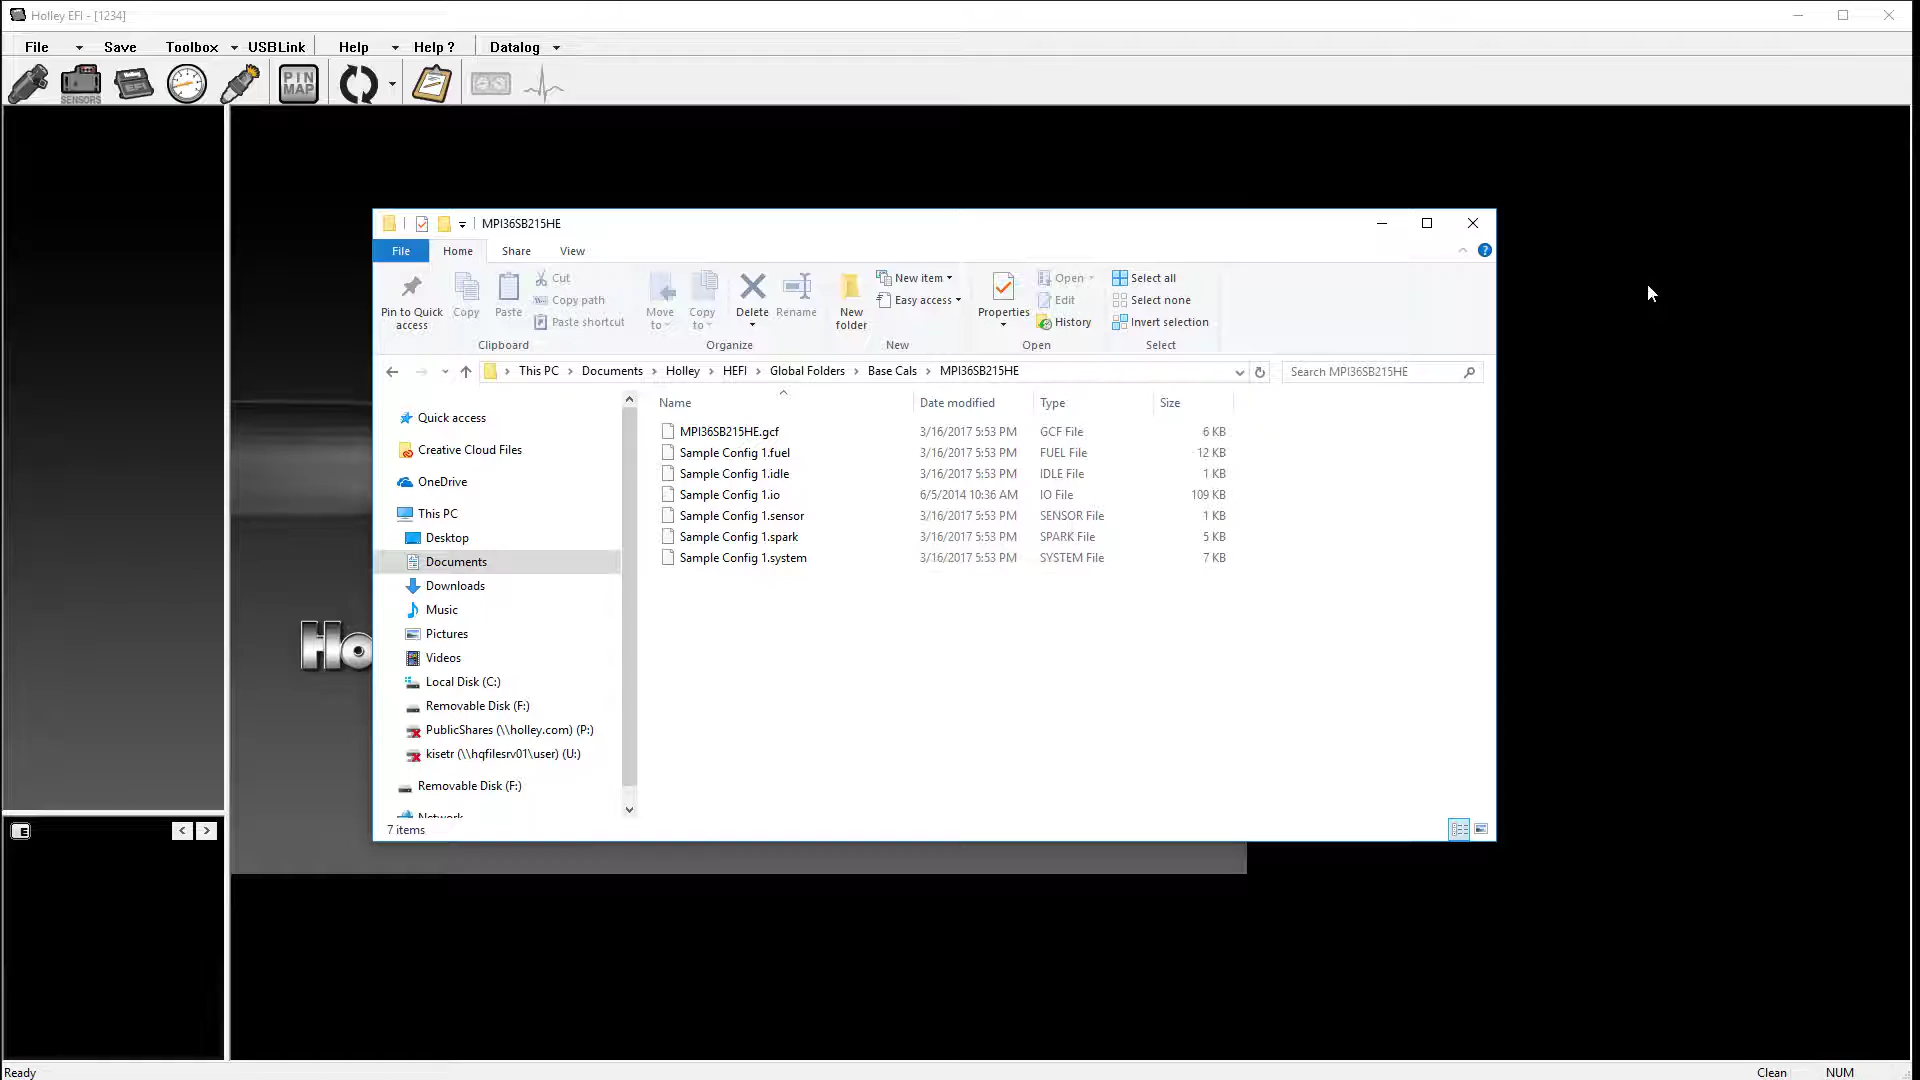 Holley EFI - [1234]
File Save Toolbox USBLink Help Help ? Datalog
SENSORS
EFI
PIN
MAP
MPI36SB215HE
File Home Share View
Pin to Quick
access
Copy
Paste
Cut
Copy path
Paste shortcut
Clipboard
Move
to
Copy
to
Delete
Rename
Organize
New
folder
New item
Easy access
New
Properties
Open
Edit
History
Open
Select all
Select none
Invert selection
Select
This PC > Documents > Holley > HEFI > Global Folders > Base Cals > MPI36SB215HE
Search MPI36SB215HE
Quick access
Creative Cloud Files
OneDrive
This PC
Desktop
Documents
Downloads
Music
Pictures
Videos
Local Disk (C:)
Removable Disk (F:)
PublicShares (\\holley.com) (P:)
kisetr (\\hqfilesrv01\user) (U:)
Removable Disk (F:)
Network
Name Date modified Type Size
MPI36SB215HE.gcf 3/16/2017 5:53 PM GCF File 6 KB
Sample Config 1.fuel 3/16/2017 5:53 PM FUEL File 12 KB
Sample Config 1.idle 3/16/2017 5:53 PM IDLE File 1 KB
Sample Config 1.io 6/5/2014 10:36 AM IO File 109 KB
Sample Config 1.sensor 3/16/2017 5:53 PM SENSOR File 1 KB
Sample Config 1.spark 3/16/2017 5:53 PM SPARK File 5 KB
Sample Config 1.system 3/16/2017 5:53 PM SYSTEM File 7 KB
7 items
Ho
E
Ready
Clean NUM